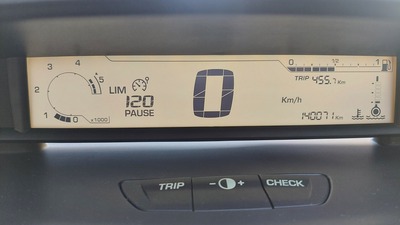 0 1/2 1
5
4
3
2
1 0 x1000
LIM
120
PAUSE
0
TRIP 455.7 Km
Km/h
140071 Km
E
TRIP - + CHECK